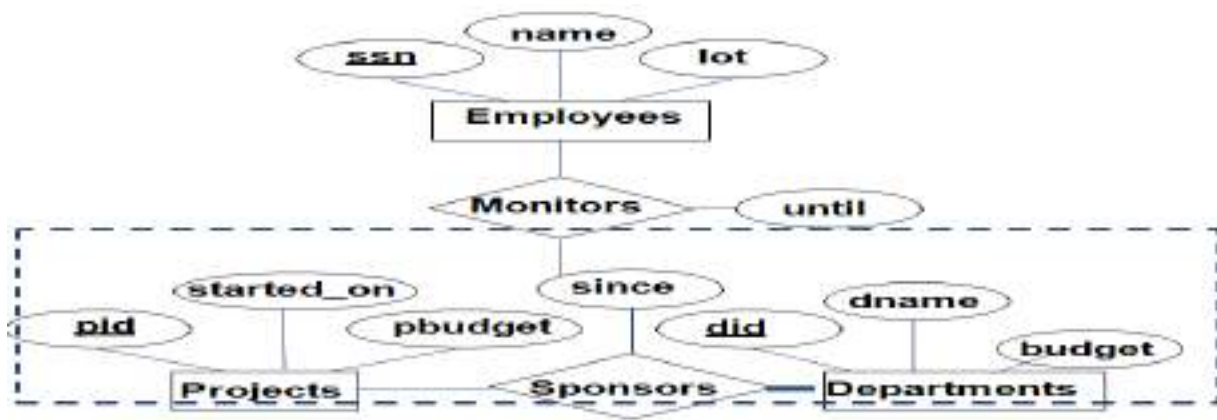 name
ssn
lot
Employees
Monitors
until
started_on
since
dname
pid
pbudget
did
budget
Projects
Sponsors
Departments